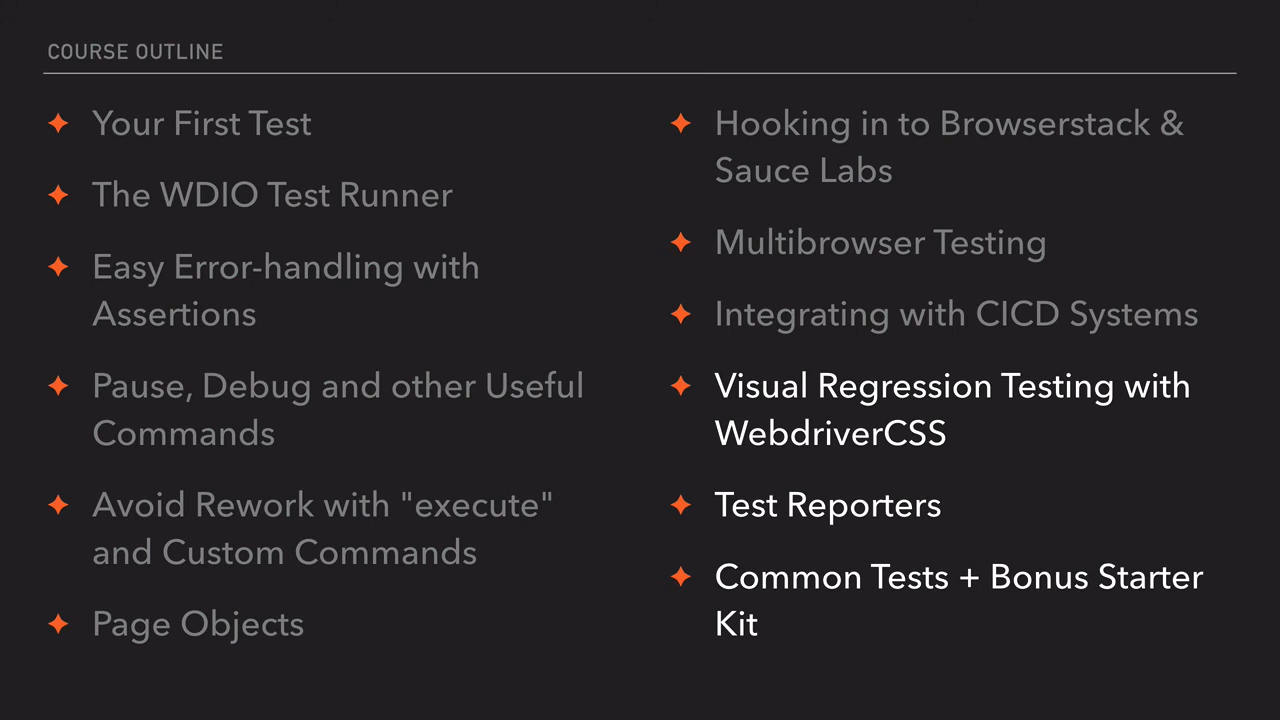 COURSE OUTLINE
Your First Test
The WDIO Test Runner
Easy Error-handling with
Assertions
Pause, Debug and other Useful
Commands
Avoid Rework with "execute"
and Custom Commands
Page Objects
Hooking in to Browserstack &
Sauce Labs
Multibrowser Testing
Integrating with CICD Systems
Visual Regression Testing with
WebdriverCSS
Test Reporters
Common Tests + Bonus Starter
Kit